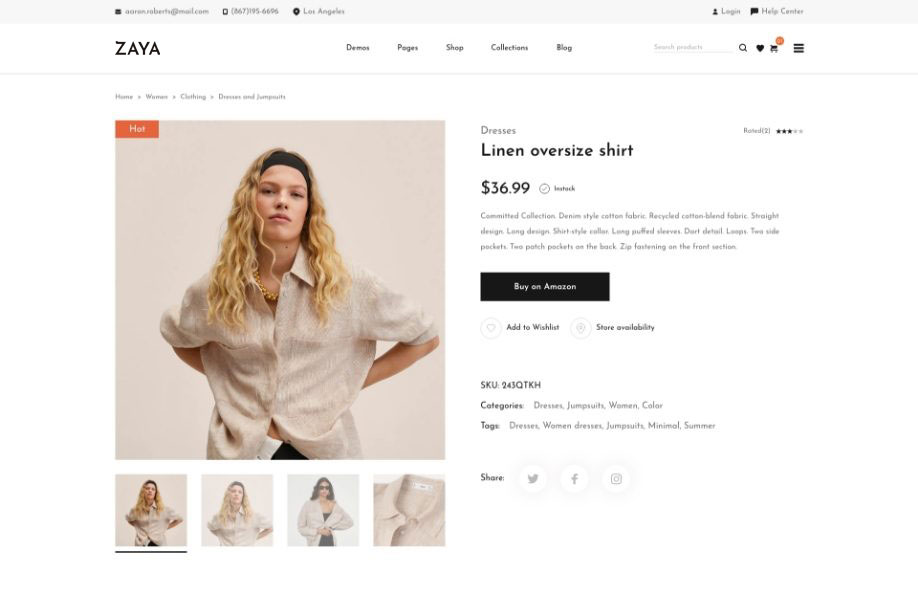 aaron.roberts@mail.com (867)195-6696 Los Angeles Login Help Center
ZAYA Demos Pages Shop Collections Blog Search products
Home > Women > Clothing > Dresses and Jumpsuits
Hot
Dresses Rated(2)
Linen oversize shirt
$36.99 Instock
Committed Collection. Denim style cotton fabric. Recycled cotton-blend fabric. Straight
design. Long design. Shirt-style collar. Long puffed sleeves. Dart detail. Loops. Two side
pockets. Two patch pockets on the back. Zip fastening on the front section.
Buy on Amazon
Add to Wishlist Store availability
SKU: 243QTKH
Categories: Dresses, Jumpsuits, Women, Color
Tags: Dresses, Women dresses, Jumpsuits, Minimal, Summer
Share: